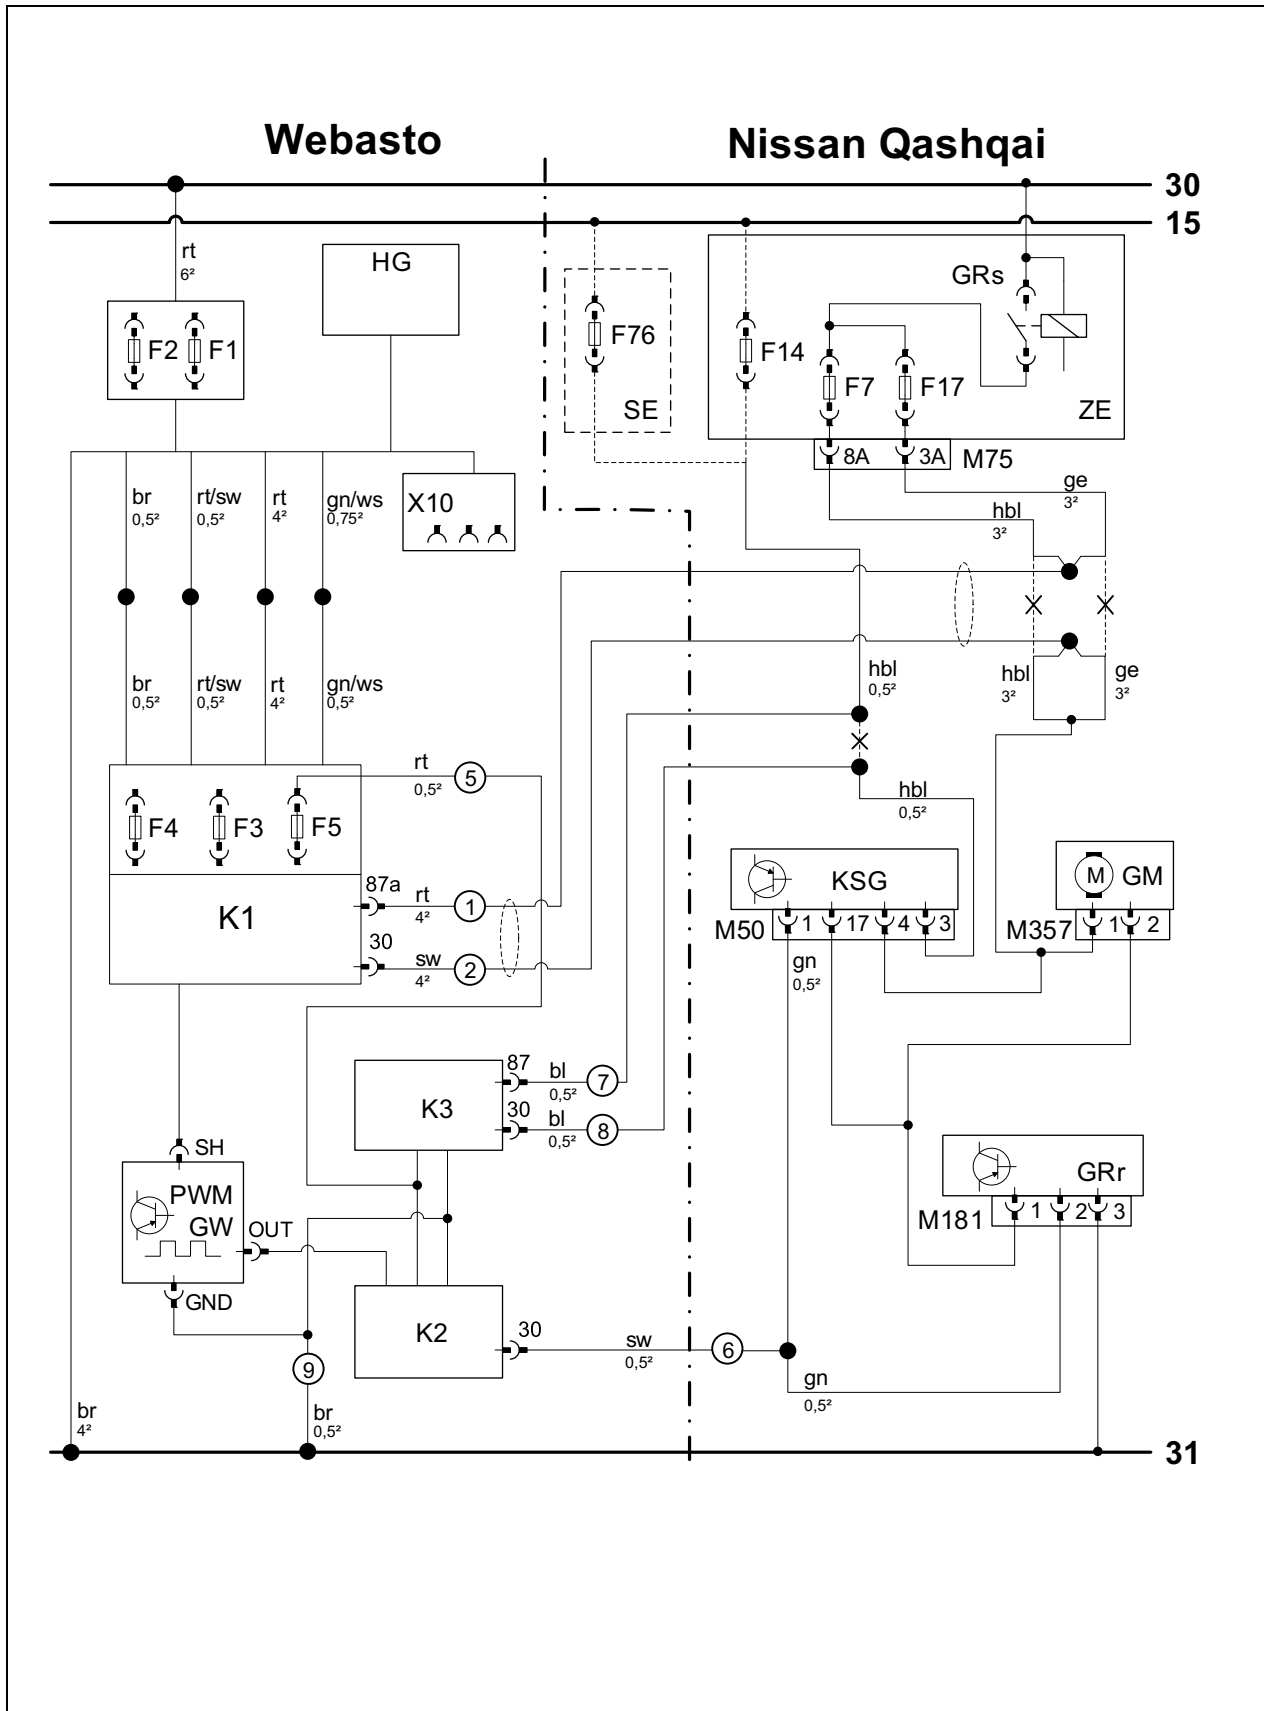 Webasto
Nissan Qashqai
30
15
rt
6²
HG
GRs
F2
F1
F76
F14
F7
F17
SE
ZE
8A
3A
M75
ge
3²
hbl
3²
br
0,5²
rt/sw
0,5²
rt
4²
gn/ws
0,75²
X10
br
0,5²
rt/sw
0,5²
rt
4²
gn/ws
0,5²
hbl
0,5²
hbl
3²
ge
3²
rt
0,5²
5
hbl
0,5²
F4
F3
F5
KSG
M
GM
K1
87a
rt
4²
1
M50
1
17
4
3
M357
1
2
30
sw
4²
2
gn
0,5²
87
bl
0,5²
7
K3
30
bl
0,5²
8
SH
PWM
GW
OUT
GND
GRr
M181
1
2
3
K2
30
sw
0,5²
6
9
gn
0,5²
br
4²
br
0,5²
31